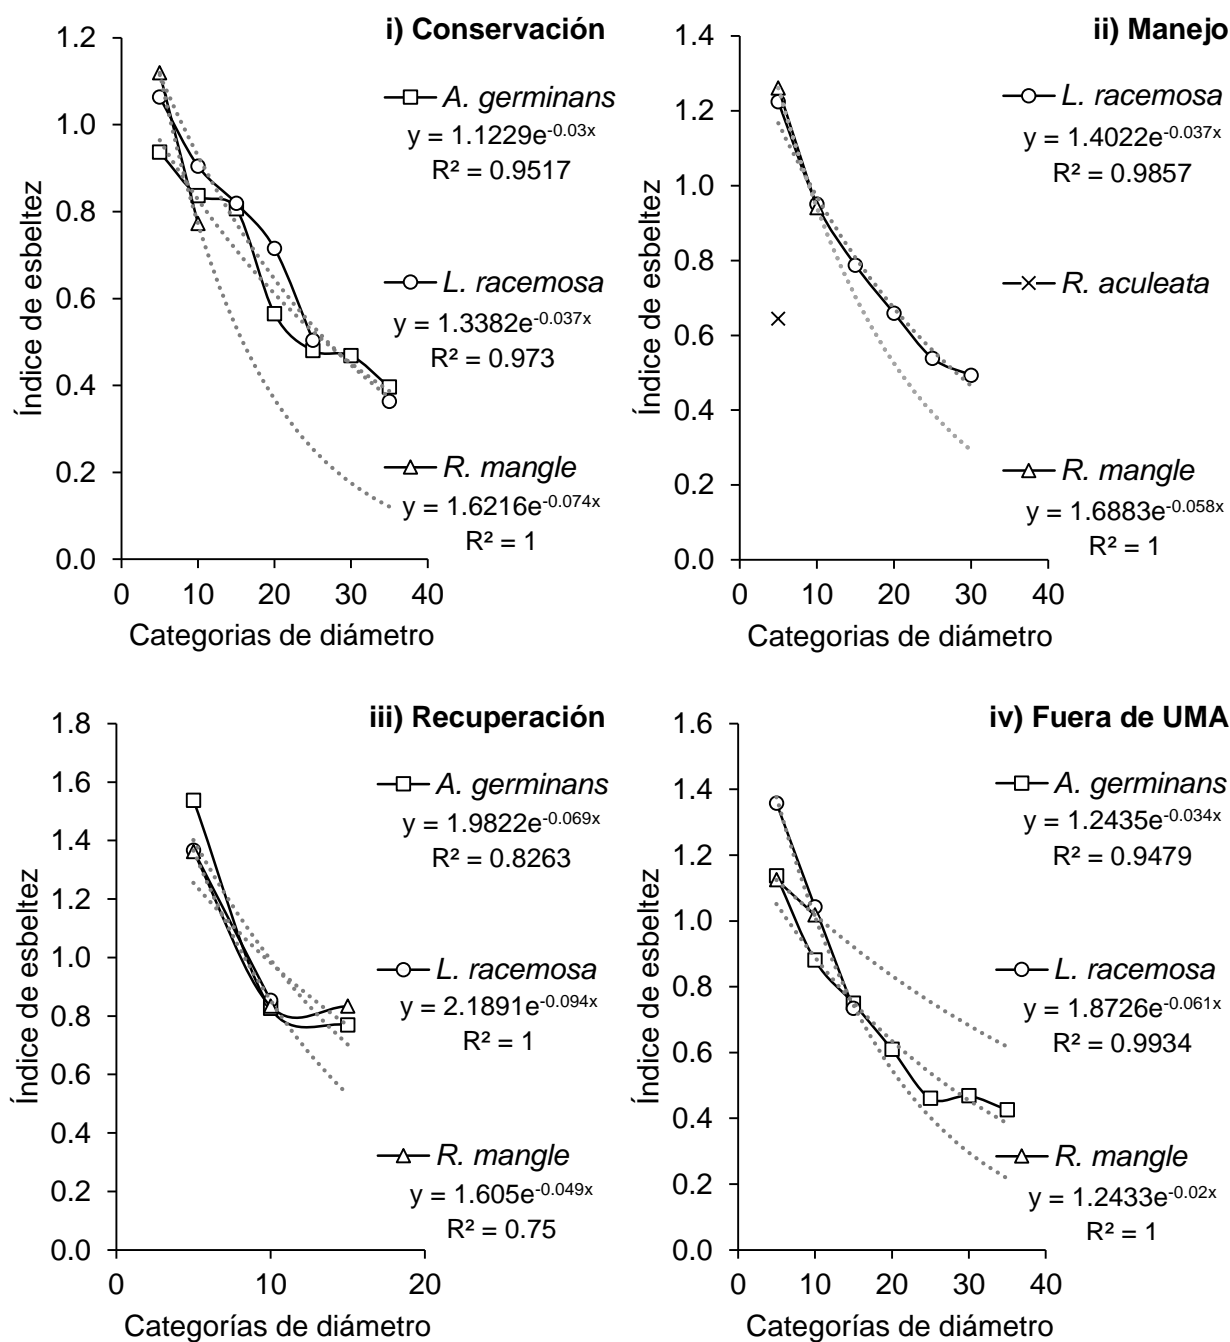 i) Conservación
1.2
1.0
0.8
0.6
0.4
0.2
0.0
Índice de esbeltez
A. germinans
y = 1.1229e-0.03x
R² = 0.9517
L. racemosa
y = 1.3382e-0.037x
R² = 0.973
R. mangle
y = 1.6216e-0.074x
R² = 1
0 10 20 30 40
Categorias de diámetro
ii) Manejo
1.4
1.2
1.0
0.8
0.6
0.4
0.2
0.0
Índice de esbeltez
L. racemosa
y = 1.4022e-0.037x
R² = 0.9857
R. aculeata
R. mangle
y = 1.6883e-0.058x
R² = 1
0 10 20 30 40
Categorias de diámetro
iii) Recuperación
1.8
1.6
1.4
1.2
1.0
0.8
0.6
0.4
0.2
0.0
Índice de esbeltez
A. germinans
y = 1.9822e-0.069x
R² = 0.8263
L. racemosa
y = 2.1891e-0.094x
R² = 1
R. mangle
y = 1.605e-0.049x
R² = 0.75
0 10 20
Categorías de diámetro
iv) Fuera de UMA
1.6
1.4
1.2
1.0
0.8
0.6
0.4
0.2
0.0
Índice de esbeltez
A. germinans
y = 1.2435e-0.034x
R² = 0.9479
L. racemosa
y = 1.8726e-0.061x
R² = 0.9934
R. mangle
y = 1.2433e-0.02x
R² = 1
0 10 20 30 40
Categorías de diámetro